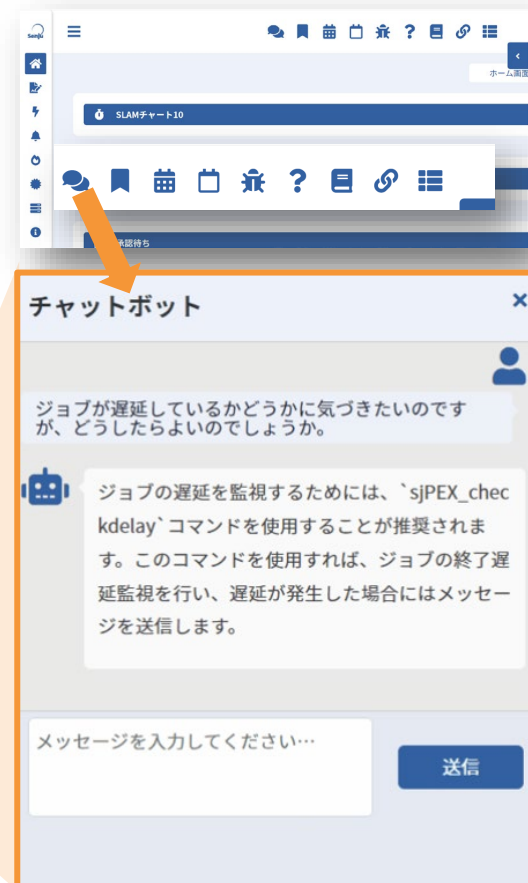 Senju
ホーム画面
SLAMチャート10
承認待ち
チャットボット
ジョブが遅延しているかどうかに気づきたいのです
が、どうしたらよいのでしょうか。
ジョブの遅延を監視するためには、`sjPEX_chec
kdelay`コマンドを使用することが推奨されま
す。このコマンドを使用すれば、ジョブの終了遅
延監視を行い、遅延が発生した場合にはメッセー
ジを送信します。
メッセージを入力してください…
送信